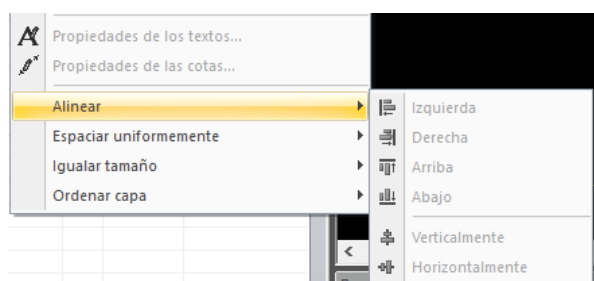 Propiedades de los textos...
Propiedades de las cotas...
Alinear
Espaciar uniformemente
Igualar tamaño
Ordenar capa
Izquierda
Derecha
Arriba
Abajo
Verticalmente
Horizontalmente